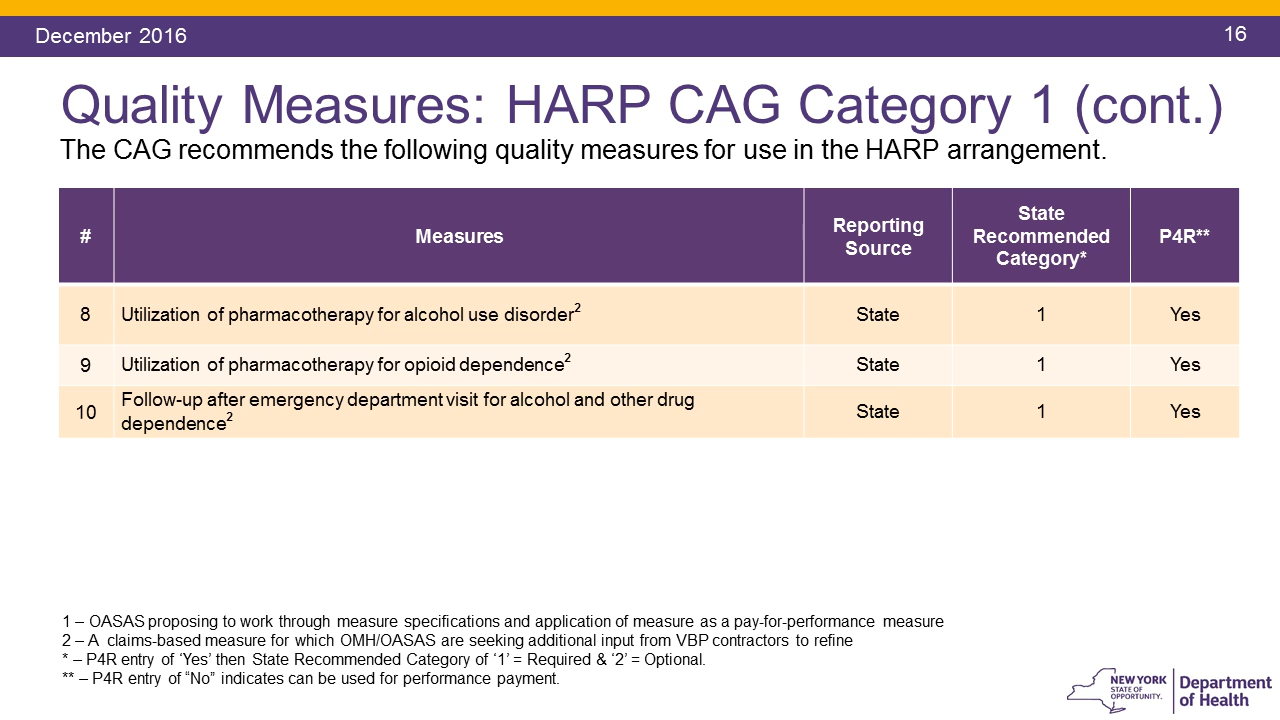 December 2016
16
Quality Measures: HARP CAG Category 1 (cont.)
The CAG recommends the following quality measures for use in the HARP arrangement.
#
Measures
Reporting
Source
State
Recommended
Category*
P4R**
8 Utilization of pharmacotherapy for alcohol use disorder² State 1 Yes
9 Utilization of pharmacotherapy for opioid dependence² State 1 Yes
10 Follow-up after emergency department visit for alcohol and other drug
dependence² State 1 Yes
1 – OASAS proposing to work through measure specifications and application of measure as a pay-for-performance measure
2 – A claims-based measure for which OMH/OASAS are seeking additional input from VBP contractors to refine
* – P4R entry of ‘Yes’ then State Recommended Category of ‘1’ = Required & ‘2’ = Optional.
** – P4R entry of “No” indicates can be used for performance payment.
NEW YORK
STATE OF
OPPORTUNITY.
Department
of Health